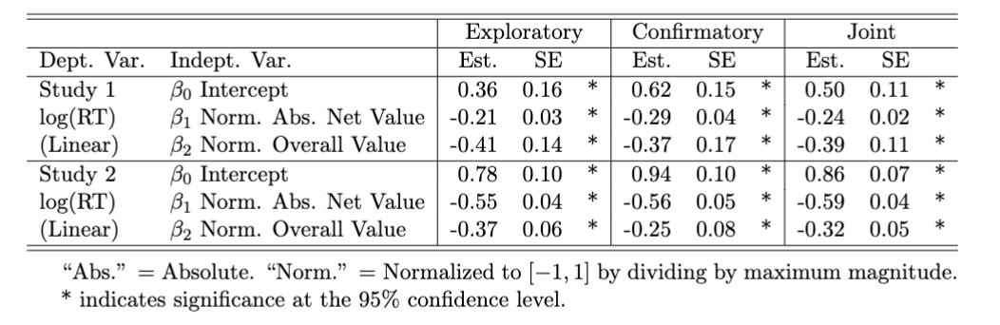 Exploratory Confirmatory Joint
Dept. Var. Indept. Var. Est. SE Est. SE Est. SE
Study 1 β₀ Intercept 0.36 0.16 * 0.62 0.15 * 0.50 0.11 *
log(RT) β₁ Norm. Abs. Net Value -0.21 0.03 * -0.29 0.04 * -0.24 0.02 *
(Linear) β₂ Norm. Overall Value -0.41 0.14 * -0.37 0.17 * -0.39 0.11 *
Study 2 β₀ Intercept 0.78 0.10 * 0.94 0.10 * 0.86 0.07 *
log(RT) β₁ Norm. Abs. Net Value -0.55 0.04 * -0.56 0.05 * -0.59 0.04 *
(Linear) β₂ Norm. Overall Value -0.37 0.06 * -0.25 0.08 * -0.32 0.05 *
“Abs.” = Absolute. “Norm.” = Normalized to [−1, 1] by dividing by maximum magnitude.
* indicates significance at the 95% confidence level.